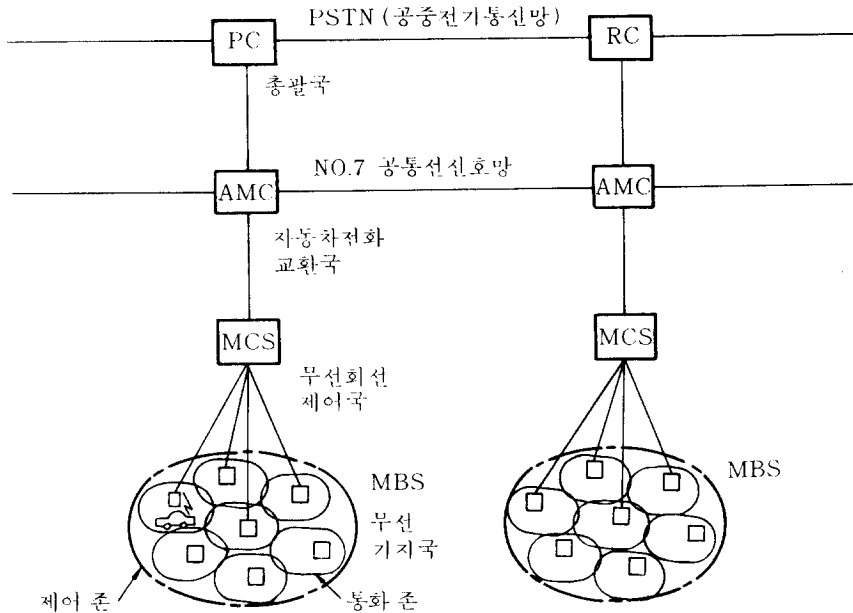 PSTN (공중전기통신망)
PC
RC
총괄국
NO.7 공통선신호망
AMC
AMC
자동차전화
교환국
MCS
MCS
무선회선
제어국
MBS
MBS
무선
기지국
제어 존
통화 존